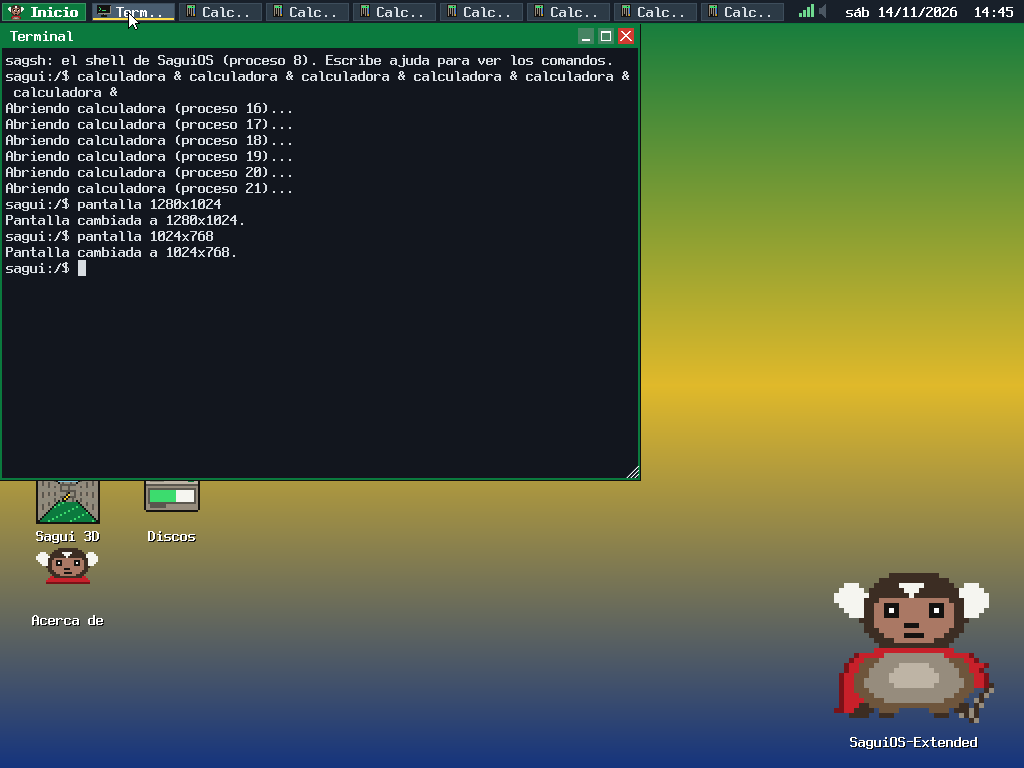 Inicio
Term..
Calc..
Calc..
Calc..
Calc..
Calc..
Calc..
Calc..
sáb 14/11/2026 14:45
Terminal
sagsh: el shell de SaguiOS (proceso 8). Escribe ajuda para ver los comandos.
sagui:/$ calculadora & calculadora & calculadora & calculadora & calculadora &
calculadora &
Abriendo calculadora (proceso 16)...
Abriendo calculadora (proceso 17)...
Abriendo calculadora (proceso 18)...
Abriendo calculadora (proceso 19)...
Abriendo calculadora (proceso 20)...
Abriendo calculadora (proceso 21)...
sagui:/$ pantalla 1280x1024
Pantalla cambiada a 1280x1024.
sagui:/$ pantalla 1024x768
Pantalla cambiada a 1024x768.
sagui:/$
Sagui 3D
Discos
Acerca de
SaguiOS-Extended